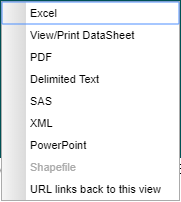 Excel
View/Print DataSheet
PDF
Delimited Text
SAS
XML
PowerPoint
Shapefile
URL links back to this view